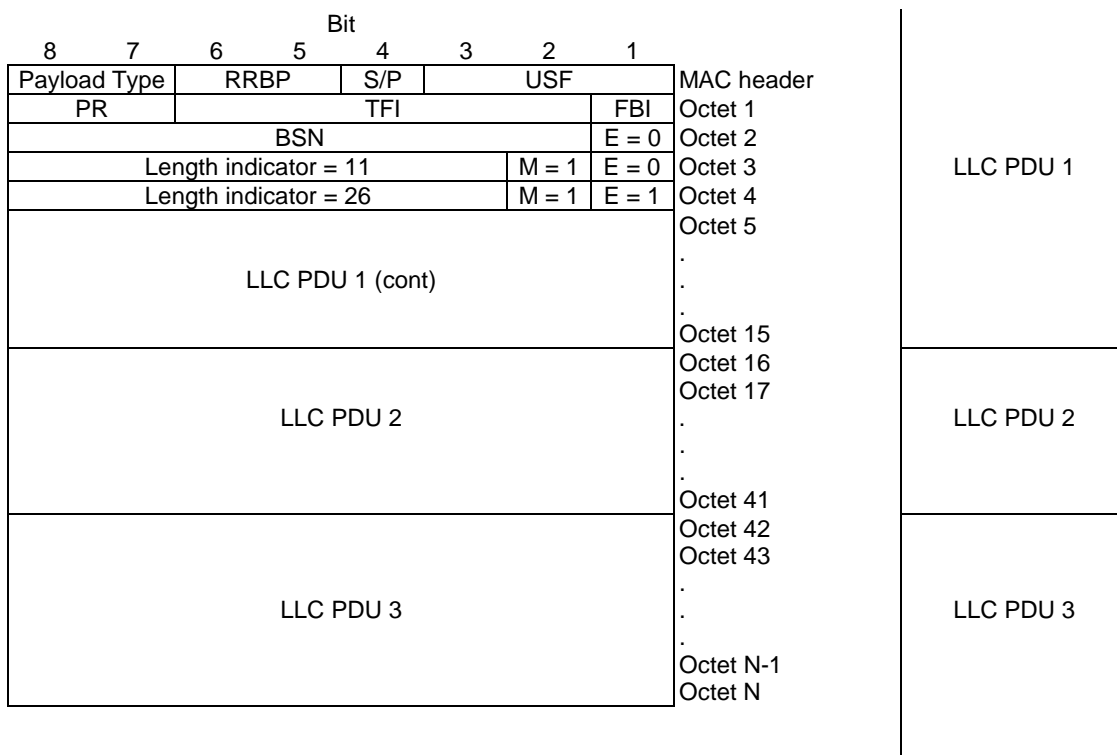 Bit
8 7 6 5 4 3 2 1
Payload Type RRBP S/P USF MAC header
PR TFI FBI Octet 1
BSN E = 0 Octet 2
Length indicator = 11 M = 1 E = 0 Octet 3 LLC PDU 1
Length indicator = 26 M = 1 E = 1 Octet 4
Octet 5
.
LLC PDU 1 (cont) .
.
Octet 15
Octet 16
Octet 17
LLC PDU 2 . LLC PDU 2
.
.
Octet 41
Octet 42
Octet 43
.
LLC PDU 3 . LLC PDU 3
.
Octet N-1
Octet N